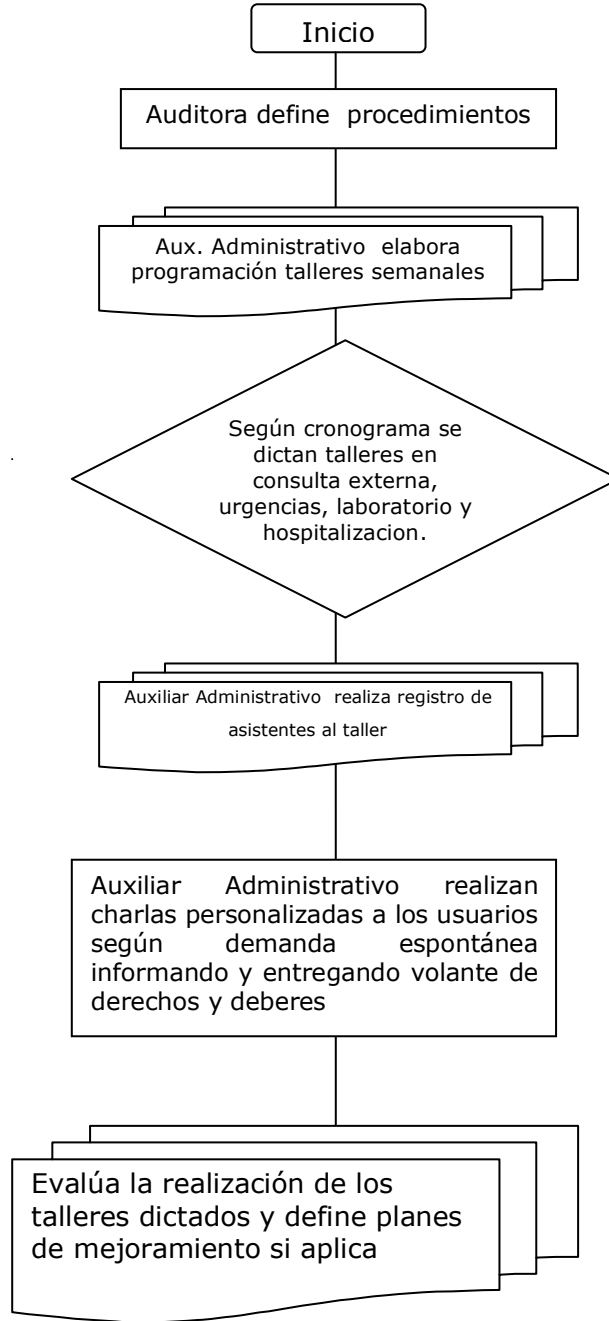 Inicio
Auditora define procedimientos
Aux. Administrativo elabora
programación talleres semanales
Según cronograma se
dictan talleres en
consulta externa,
urgencias, laboratorio y
hospitalizacion.
Auxiliar Administrativo realiza registro de
asistentes al taller
Auxiliar Administrativo realizan
charlas personalizadas a los usuarios
según demanda espontánea
informando y entregando volante de
derechos y deberes
Evalúa la realización de los
talleres dictados y define planes
de mejoramiento si aplica